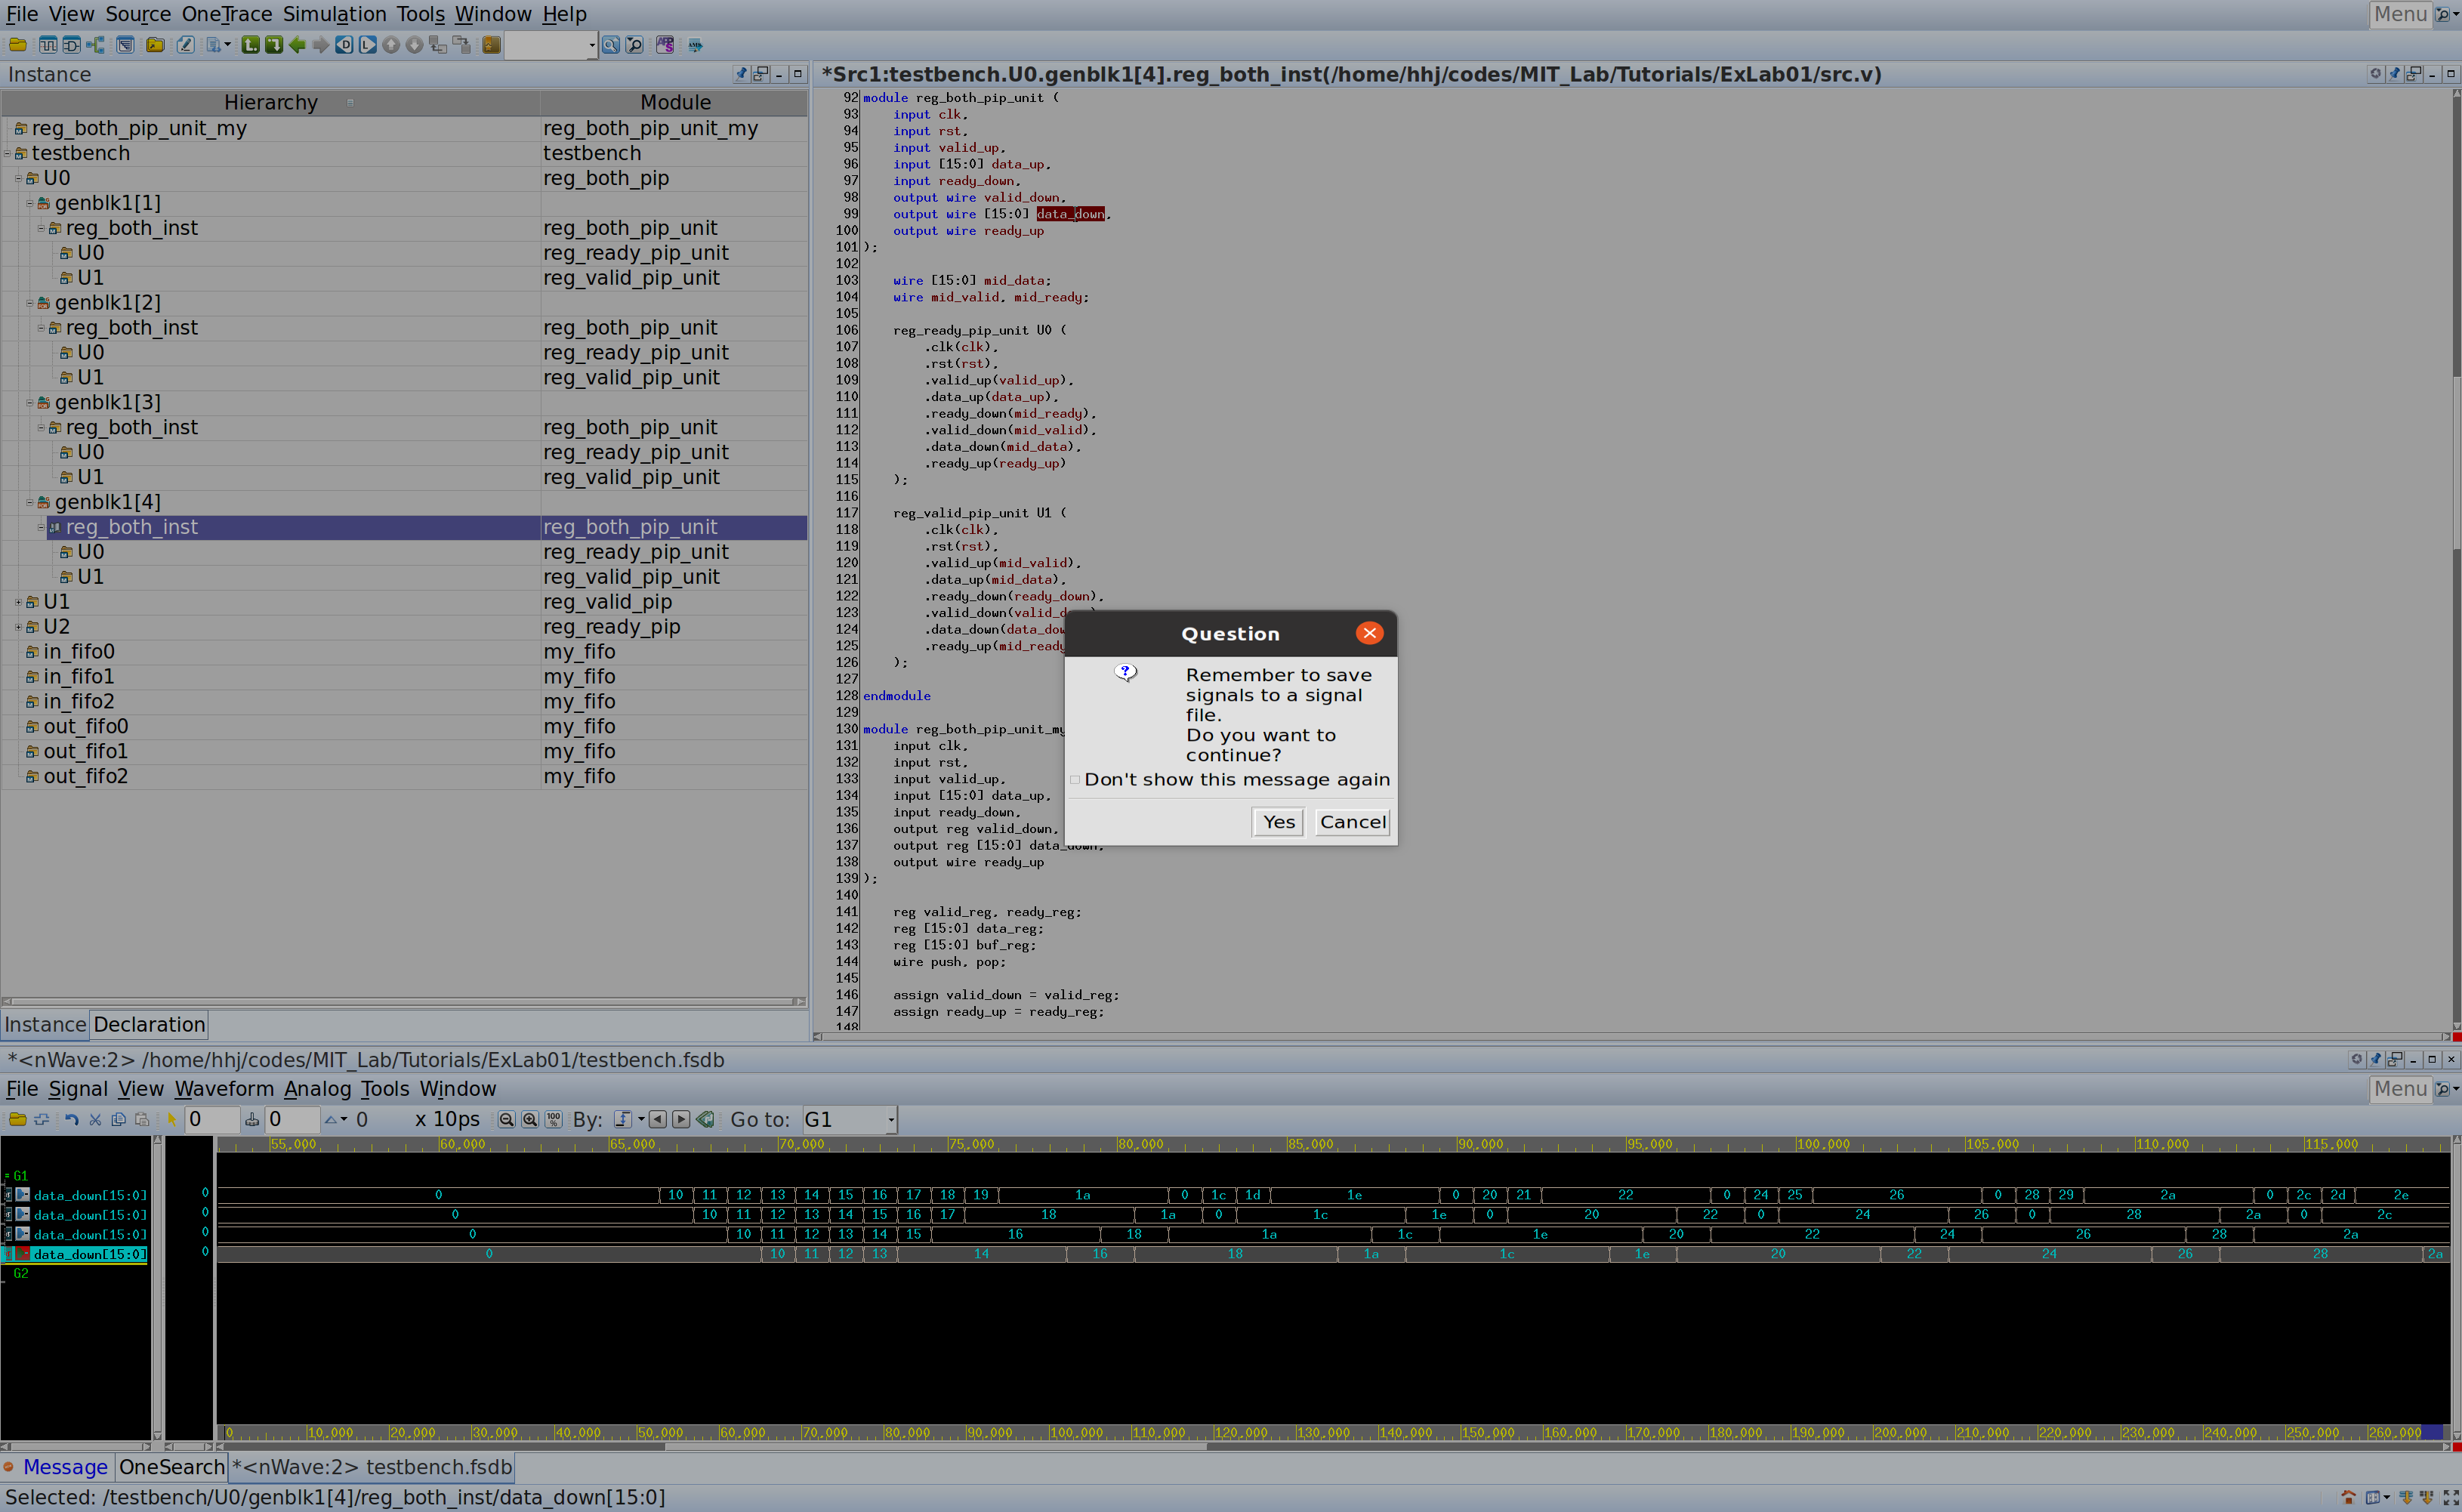 File View Source OneTrace Simulation Tools Window Help
Menu
Instance
*Src1:testbench.U0.genblk1[4].reg_both_inst(/home/hhj/codes/MIT_Lab/Tutorials/ExLab01/src.v)
Hierarchy Module
reg_both_pip_unit_my reg_both_pip_unit_my
testbench testbench
U0 reg_both_pip
genblk1[1]
reg_both_inst reg_both_pip_unit
U0 reg_ready_pip_unit
U1 reg_valid_pip_unit
genblk1[2]
reg_both_inst reg_both_pip_unit
U0 reg_ready_pip_unit
U1 reg_valid_pip_unit
genblk1[3]
reg_both_inst reg_both_pip_unit
U0 reg_ready_pip_unit
U1 reg_valid_pip_unit
genblk1[4]
reg_both_inst reg_both_pip_unit
U0 reg_ready_pip_unit
U1 reg_valid_pip_unit
U1 reg_valid_pip
U2 reg_ready_pip
in_fifo0 my_fifo
in_fifo1 my_fifo
in_fifo2 my_fifo
out_fifo0 my_fifo
out_fifo1 my_fifo
out_fifo2 my_fifo
Instance Declaration
92 module reg_both_pip_unit (
93 input clk,
94 input rst,
95 input valid_up,
96 input [15:0] data_up,
97 input ready_down,
98 output wire valid_down,
99 output wire [15:0] data_down,
100 output wire ready_up
101 );
102
103 wire [15:0] mid_data;
104 wire mid_valid, mid_ready;
105
106 reg_ready_pip_unit U0 (
107 .clk(clk),
108 .rst(rst),
109 .valid_up(valid_up),
110 .data_up(data_up),
111 .ready_down(mid_ready),
112 .valid_down(mid_valid),
113 .data_down(mid_data),
114 .ready_up(ready_up)
115 );
116
117 reg_valid_pip_unit U1 (
118 .clk(clk),
119 .rst(rst),
120 .valid_up(mid_valid),
121 .data_up(mid_data),
122 .ready_down(ready_down),
123 .valid_down(valid_d
124 .data_down(data_dow
125 .ready_up(mid_ready
126 );
127
128 endmodule
129
130 module reg_both_pip_unit_my
131 input clk,
132 input rst,
133 input valid_up,
134 input [15:0] data_up,
135 input ready_down,
136 output reg valid_down,
137 output reg [15:0] data_down,
138 output wire ready_up
139 );
140
141 reg valid_reg, ready_reg;
142 reg [15:0] data_reg;
143 reg [15:0] buf_reg;
144 wire push, pop;
145
146 assign valid_down = valid_reg;
147 assign ready_up = ready_reg;
148
Question
Remember to save
signals to a signal
file.
Do you want to
continue?
Don't show this message again
Yes Cancel
*<nWave:2> /home/hhj/codes/MIT_Lab/Tutorials/ExLab01/testbench.fsdb
File Signal View Waveform Analog Tools Window
Menu
0 0 0 x 10ps 100 % By: Go to: G1
55,000 60,000 65,000 70,000 75,000 80,000 85,000 90,000 95,000 100,000 105,000 110,000 115,000
G1
data_down[15:0] 0 0 10 11 12 13 14 15 16 17 18 19 1a 0 1c 1d 1e 0 20 21 22 0 24 25 26 0 28 29 2a 0 2c 2d 2e
data_down[15:0] 0 0 10 11 12 13 14 15 16 17 18 1a 0 1c 1e 0 20 22 0 24 26 0 28 2a 0 2c
data_down[15:0] 0 0 10 11 12 13 14 15 16 18 1a 1c 1e 20 22 24 26 28 2a
data_down[15:0] 0 0 10 11 12 13 14 16 18 1a 1c 1e 20 22 24 26 28 2a
G2
0 10,000 20,000 30,000 40,000 50,000 60,000 70,000 80,000 90,000 100,000 110,000 120,000 130,000 140,000 150,000 160,000 170,000 180,000 190,000 200,000 210,000 220,000 230,000 240,000 250,000 260,000
Message OneSearch *<nWave:2> testbench.fsdb
Selected: /testbench/U0/genblk1[4]/reg_both_inst/data_down[15:0]